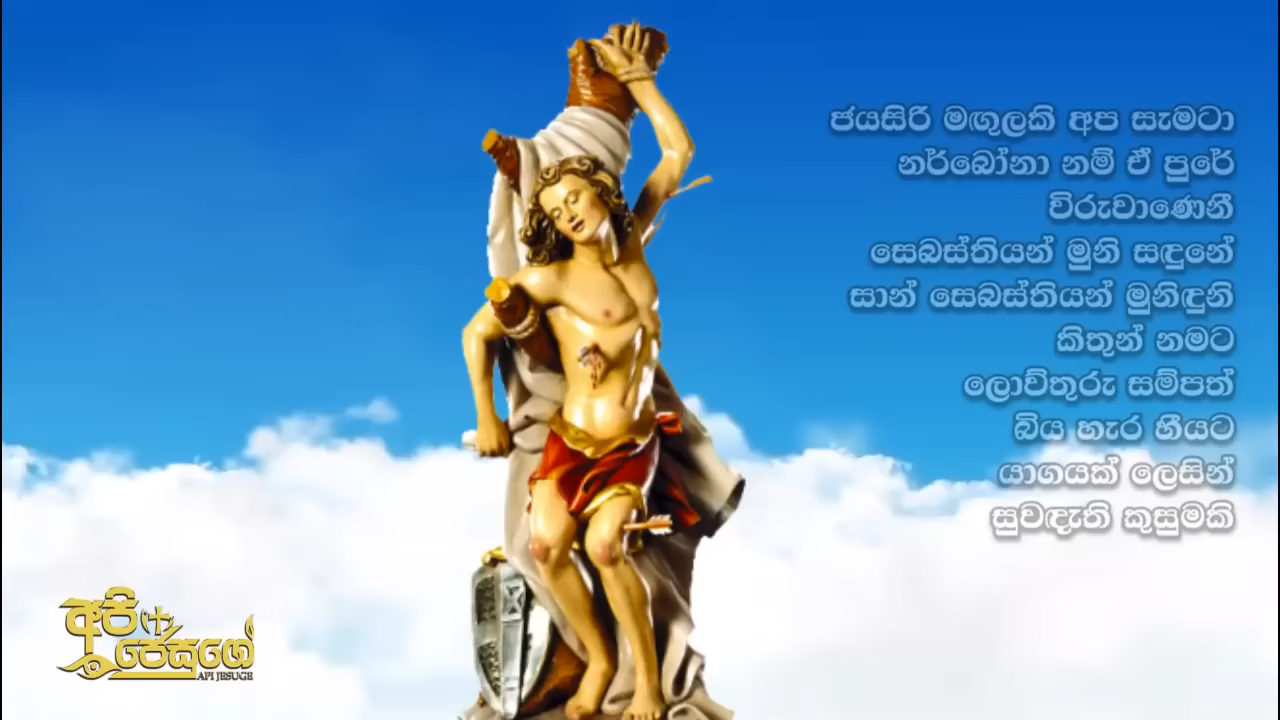 ජයසිරි මඟුලකි අප සැමටා
නර්බෝනා නම් ඒ පුරේ
විරුවාණෙනී
සෙබස්තියන් මුනි සඳුනේ
සාන් සෙබස්තියන් මුනිඳුනි
කිතුන් නමට
ලොව්තුරු සම්පත්
බිය හැර හීයට
යාගයක් ලෙසින්
සුවඳැති කුසුමකි
අපි
ජේසුගේ
API JESUGE